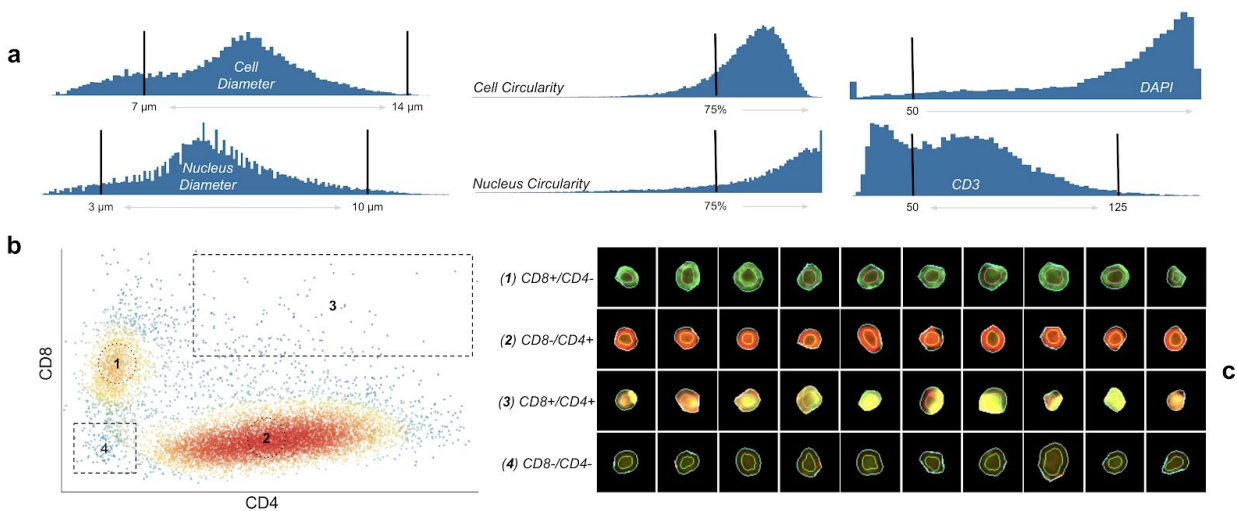 a
Cell
Diameter
7 µm
14 µm
Cell Circularity
75%
DAPI
50
Nucleus
Diameter
3 µm
10 µm
Nucleus Circularity
75%
CD3
50
125
b
CD8
1
2
3
4
CD4
(1) CD8+/CD4-
(2) CD8-/CD4+
(3) CD8+/CD4+
(4) CD8-/CD4-
c